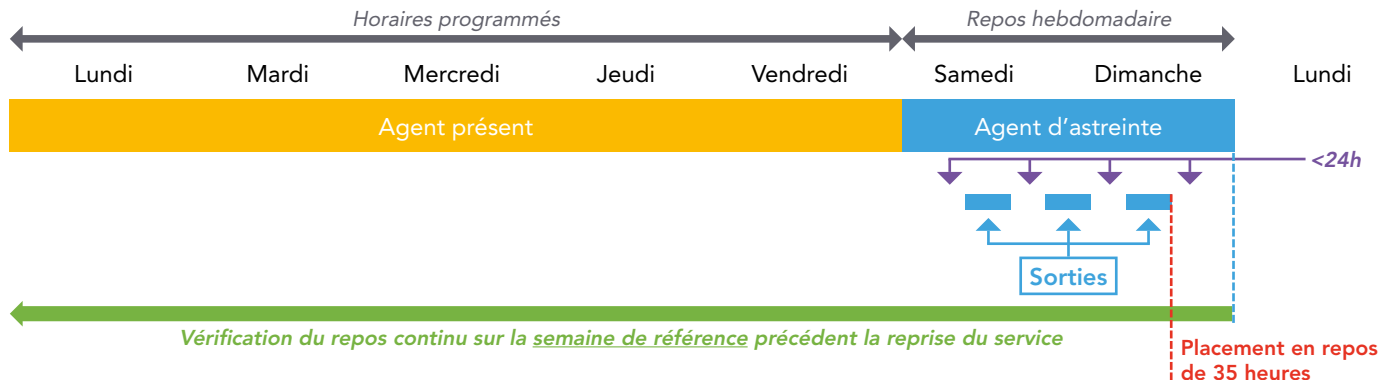 Horaires programmés
Repos hebdomadaire
Lundi Mardi Mercredi Jeudi Vendredi Samedi Dimanche Lundi
Agent présent
Agent d'astreinte
<24h
Sorties
Vérification du repos continu sur la semaine de référence précédent la reprise du service
Placement en repos
de 35 heures